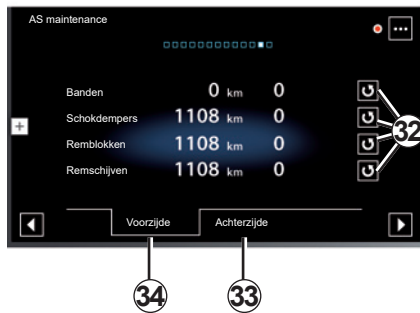 AS maintenance
...
Banden 0 km 0
Schokdempers 1108 km 0
Remblokken 1108 km 0
Remschijven 1108 km 0
32
Voorzijde Achterzijde
34 33